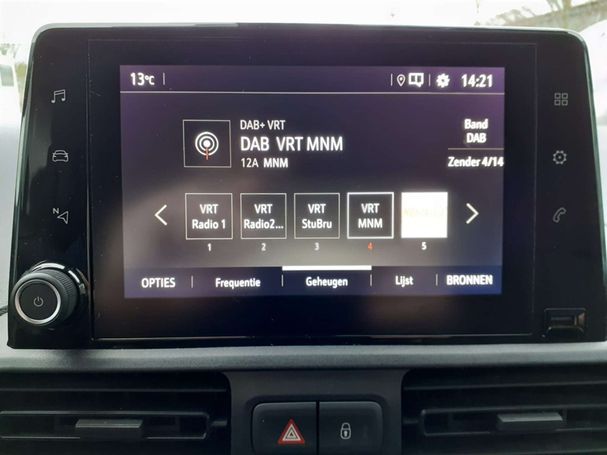 13°C 14:21
DAB+ VRT
DAB VRT MNM
12A MNM
Band
DAB
Zender 4/14
VRT
Radio 1
VRT
Radio2...
VRT
StuBru
VRT
MNM
1 2 3 4 5
OPTIES Frequentie Geheugen Lijst BRONNEN
N